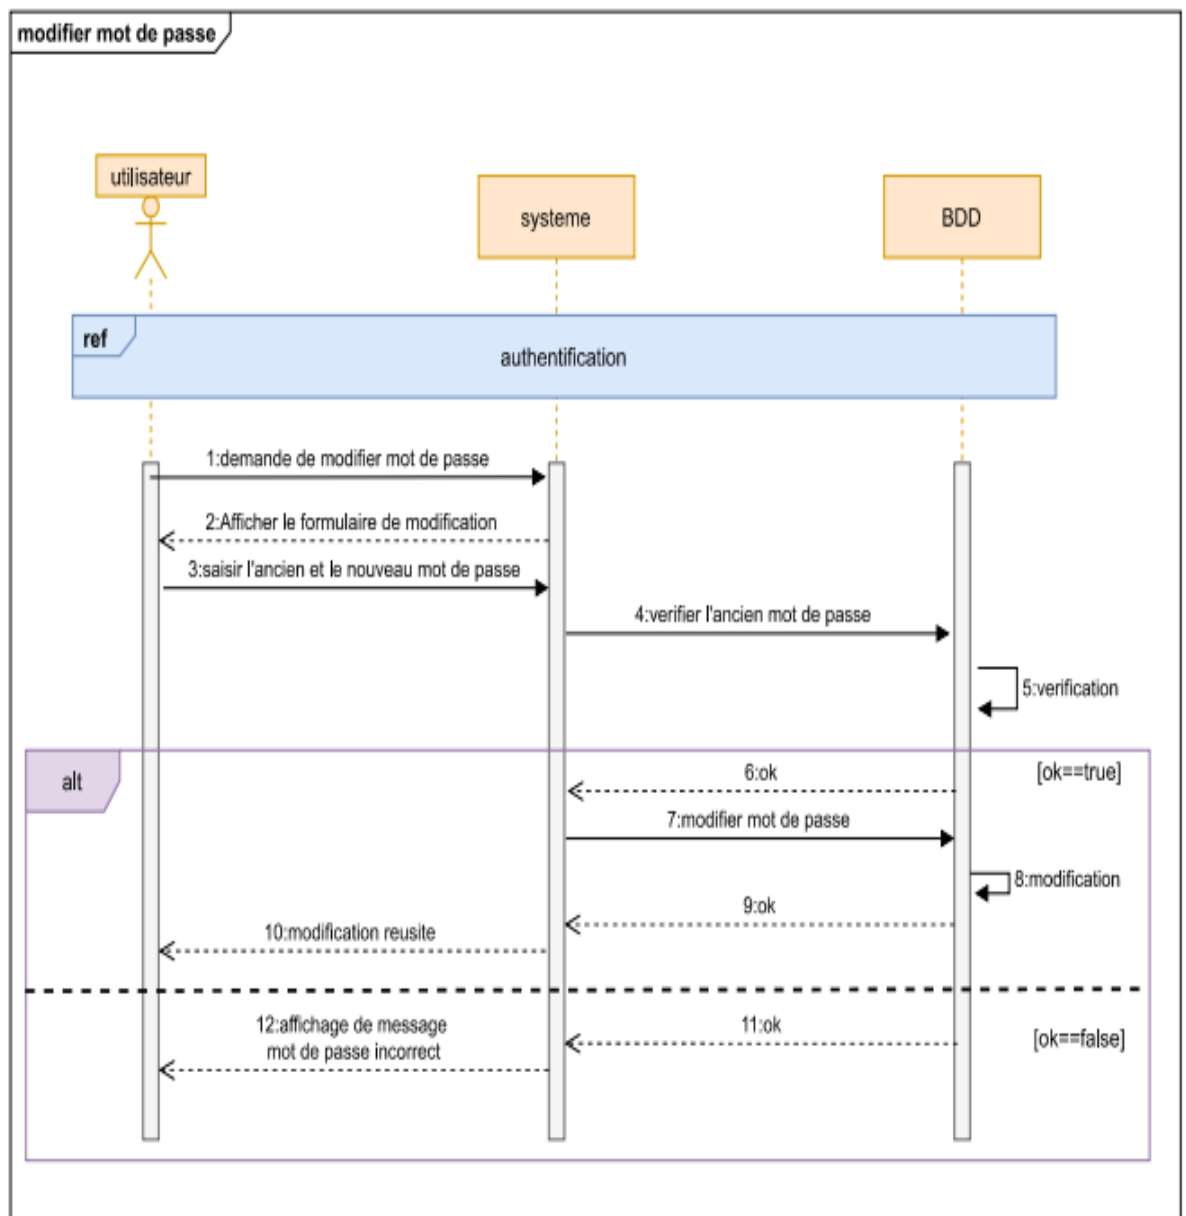 modifier mot de passe
utilisateur
systeme
BDD
ref
authentification
1:demande de modifier mot de passe
2:Afficher le formulaire de modification
3:saisir l'ancien et le nouveau mot de passe
4:verifier l'ancien mot de passe
5:verification
alt
6:ok
[ok==true]
7:modifier mot de passe
8:modification
9:ok
10:modification reusite
12:affichage de message
mot de passe incorrect
11:ok
[ok==false]